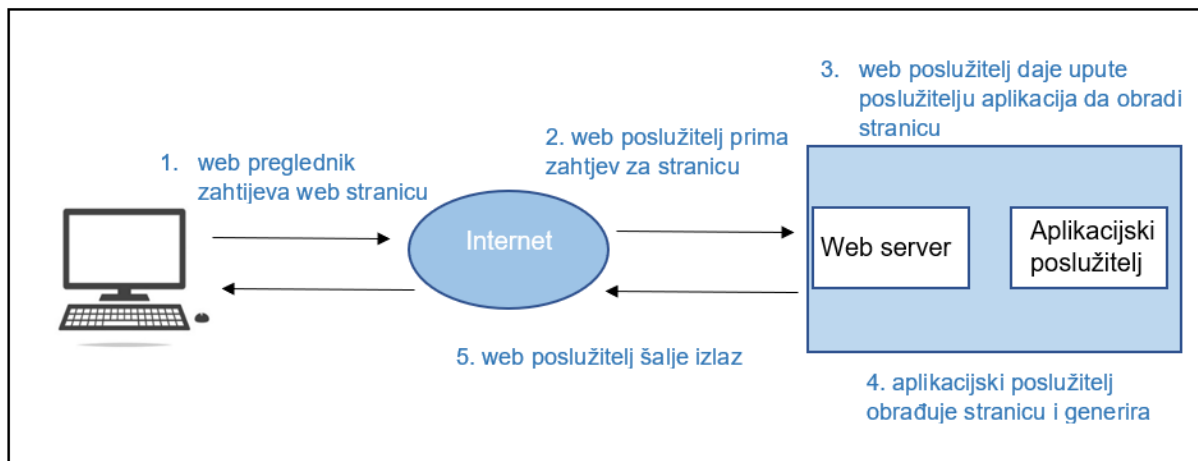 3. web poslužitelj daje upute
poslužitelju aplikacija da obradi
stranicu
2. web poslužitelj prima
zahtjev za stranicu
1. web preglednik
zahtijeva web stranicu
Internet
Web server
Aplikacijski
poslužitelj
5. web poslužitelj šalje izlaz
4. aplikacijski poslužitelj
obrađuje stranicu i generira